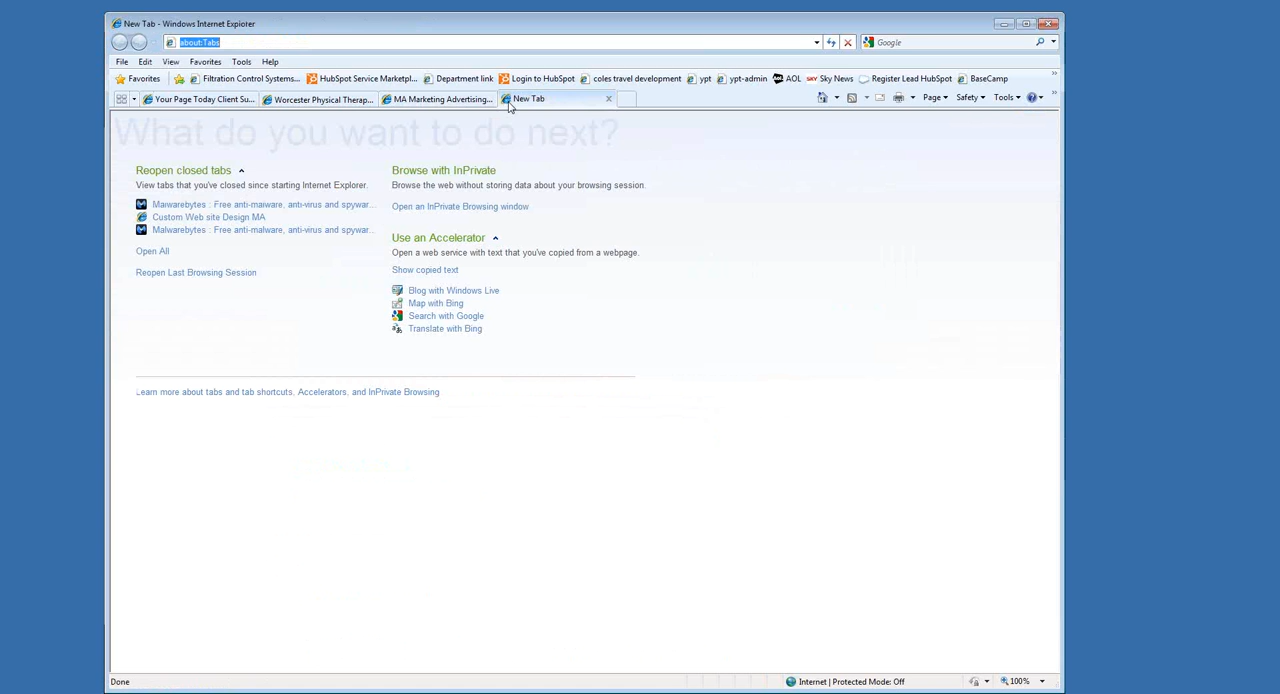 New Tab - Windows Internet Explorer
about:Tabs
Google
File Edit View Favorites Tools Help
Favorites Filtration Control Systems... HubSpot Service Marketpl... Department link Login to HubSpot coles travel development ypt ypt-admin AOL sky Sky News Register Lead HubSpot BaseCamp
Your Page Today Client Su... Worcester Physical Therap... MA Marketing Advertising... New Tab Page Safety Tools
What do you want to do next?
Reopen closed tabs
View tabs that you've closed since starting Internet Explorer.
Malwarebytes : Free anti-malware, anti-virus and spywar...
Custom Web site Design MA
Malwarebytes : Free anti-malware, anti-virus and spywar...
Open All
Reopen Last Browsing Session
Browse with InPrivate
Browse the web without storing data about your browsing session.
Open an InPrivate Browsing window
Use an Accelerator
Open a web service with text that you've copied from a webpage.
Show copied text
Blog with Windows Live
Map with Bing
Search with Google
Translate with Bing
Learn more about tabs and tab shortcuts, Accelerators, and InPrivate Browsing
Done
Internet | Protected Mode: Off
100%